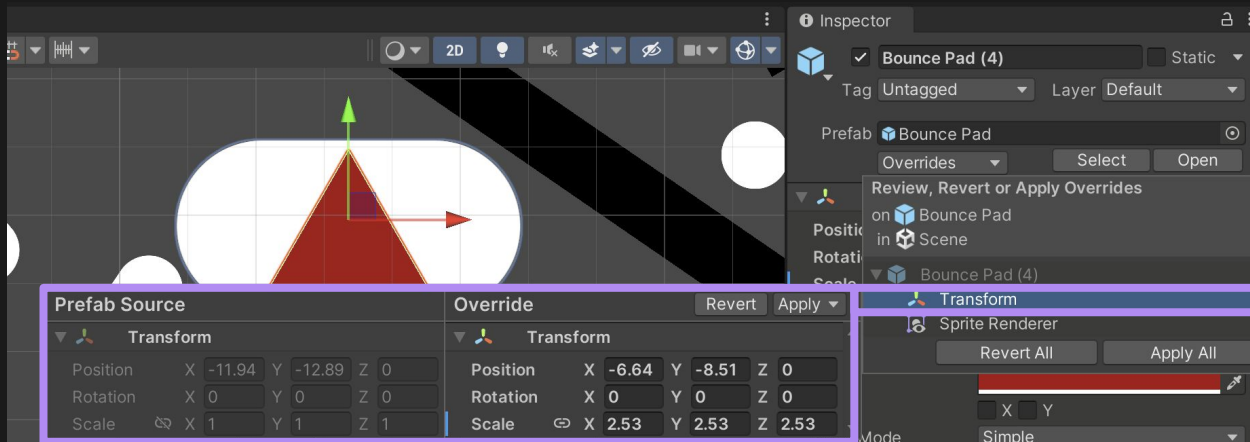 Inspector
2D
Bounce Pad (4)
Static
Tag Untagged Layer Default
Prefab Bounce Pad
Overrides Select Open
Review, Revert or Apply Overrides
on Bounce Pad
in Scene
Bounce Pad (4)
Transform
Sprite Renderer
Revert All Apply All
X Y
Mode Simple
Prefab Source
Transform
Position X -11.94 Y -12.89 Z 0
Rotation X 0 Y 0 Z 0
Scale X 1 Y 1 Z 1
Override Revert Apply
Transform
Position X -6.64 Y -8.51 Z 0
Rotation X 0 Y 0 Z 0
Scale X 2.53 Y 2.53 Z 2.53